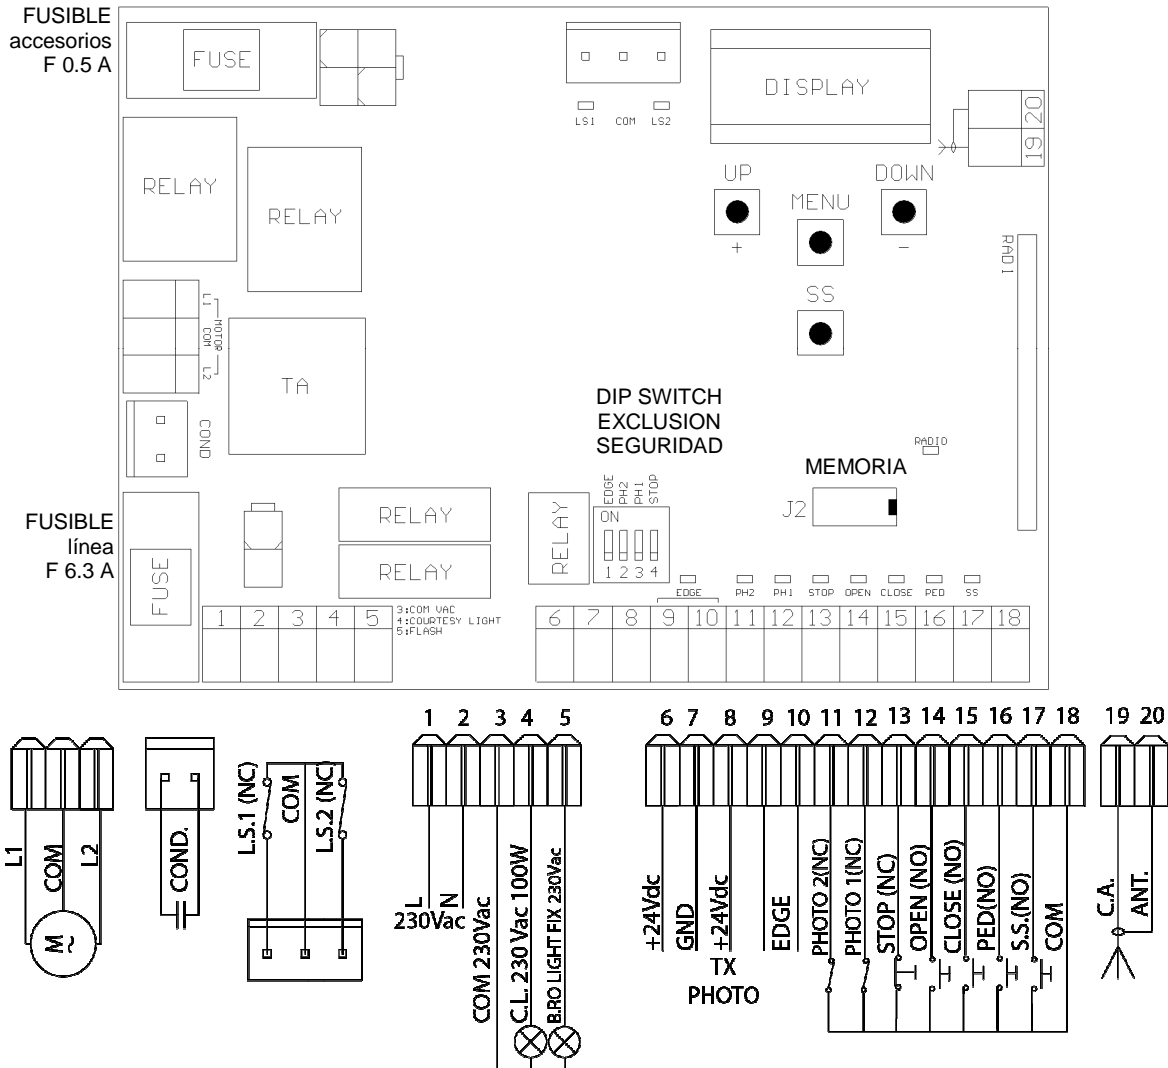 FUSIBLE
accesorios
F 0.5 A
FUSE
LS1 COM LS2
DISPLAY
19 20
UP
DOWN
MENU
+
-
SS
RELAY
RELAY
RADI
L1
MOTOR
COM
L2
TA
COND
DIP SWITCH
EXCLUSION
SEGURIDAD
RADIO
MEMORIA
J2
FUSIBLE
línea
F 6.3 A
FUSE
RELAY
RELAY
RELAY
EDGE
PH2
PH1
STOP
ON
1 2 3 4
EDGE PH2 PH1 STOP OPEN CLOSE PED SS
1 2 3 4 5
3:COM VAC
4:COURTESY LIGHT
5:FLASH
6 7 8 9 10 11 12 13 14 15 16 17 18
1 2 3 4 5
6 7 8 9 10 11 12 13 14 15 16 17 18
19 20
L1
COM
L2
M~
COND.
L.S.1 (NC)
COM
L.S.2 (NC)
L
N
230Vac
COM 230Vac
C.L. 230 Vac 100W
B.RO LIGHT FIX 230Vac
+24Vdc
GND
+24Vdc
TX
PHOTO
EDGE
PHOTO 2(NC)
PHOTO 1(NC)
STOP (NC)
OPEN (NO)
CLOSE (NO)
PED(NO)
S.S.(NO)
COM
C.A.
ANT.